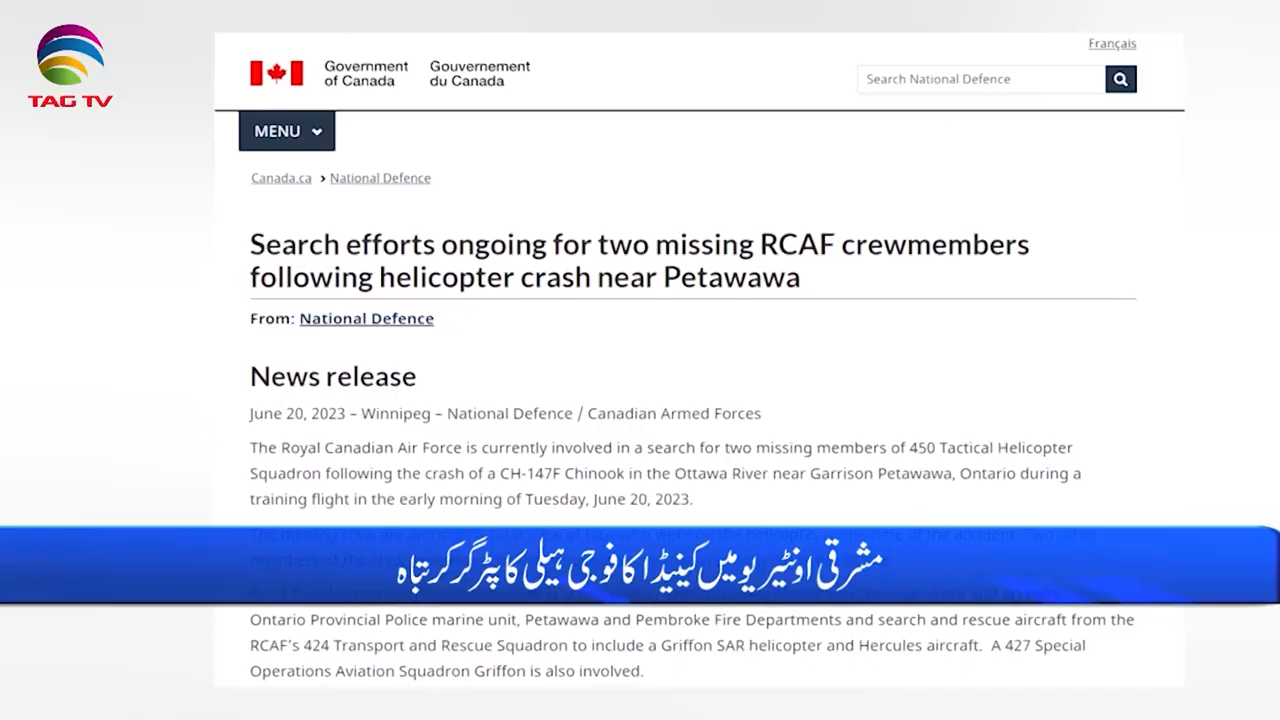 TAG TV
Français
Government of Canada
Gouvernement du Canada
Search National Defence
MENU
Canada.ca > National Defence
Search efforts ongoing for two missing RCAF crewmembers
following helicopter crash near Petawawa
From: National Defence
News release
June 20, 2023 – Winnipeg – National Defence / Canadian Armed Forces
The Royal Canadian Air Force is currently involved in a search for two missing members of 450 Tactical Helicopter
Squadron following the crash of a CH-147F Chinook in the Ottawa River near Garrison Petawawa, Ontario during a
training flight in the early morning of Tuesday, June 20, 2023.
مشرقی اونٹیریو میں کینیڈا کا فوجی ہیلی کاپٹر گر کر تباہ
Ontario Provincial Police marine unit, Petawawa and Pembroke Fire Departments and search and rescue aircraft from the
RCAF's 424 Transport and Rescue Squadron to include a Griffon SAR helicopter and Hercules aircraft. A 427 Special
Operations Aviation Squadron Griffon is also involved.